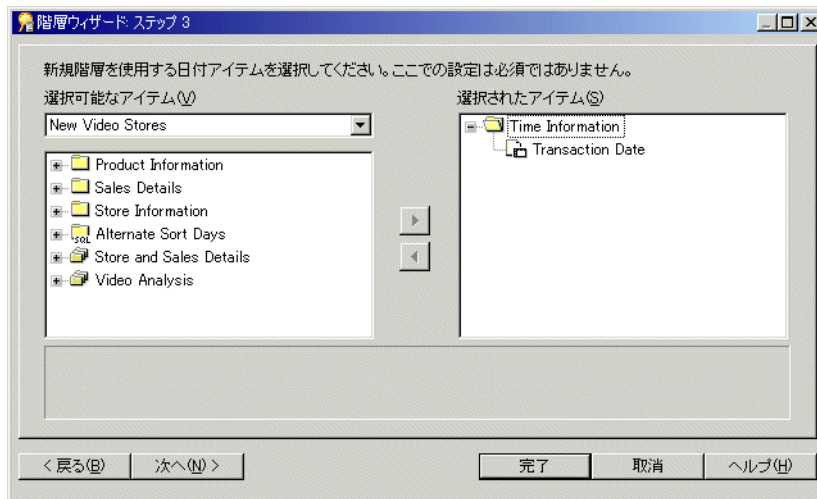 階層ウィザード: ステップ 3
新規階層を使用する日付アイテムを選択してください。ここでの設定は必須ではありません。
選択可能なアイテム(V)
New Video Stores
Product Information
Sales Details
Store Information
SQL Alternate Sort Days
Store and Sales Details
Video Analysis
選択されたアイテム(S)
Time Information
Transaction Date
< 戻る(B)
次へ(N) >
完了
取消
ヘルプ(H)